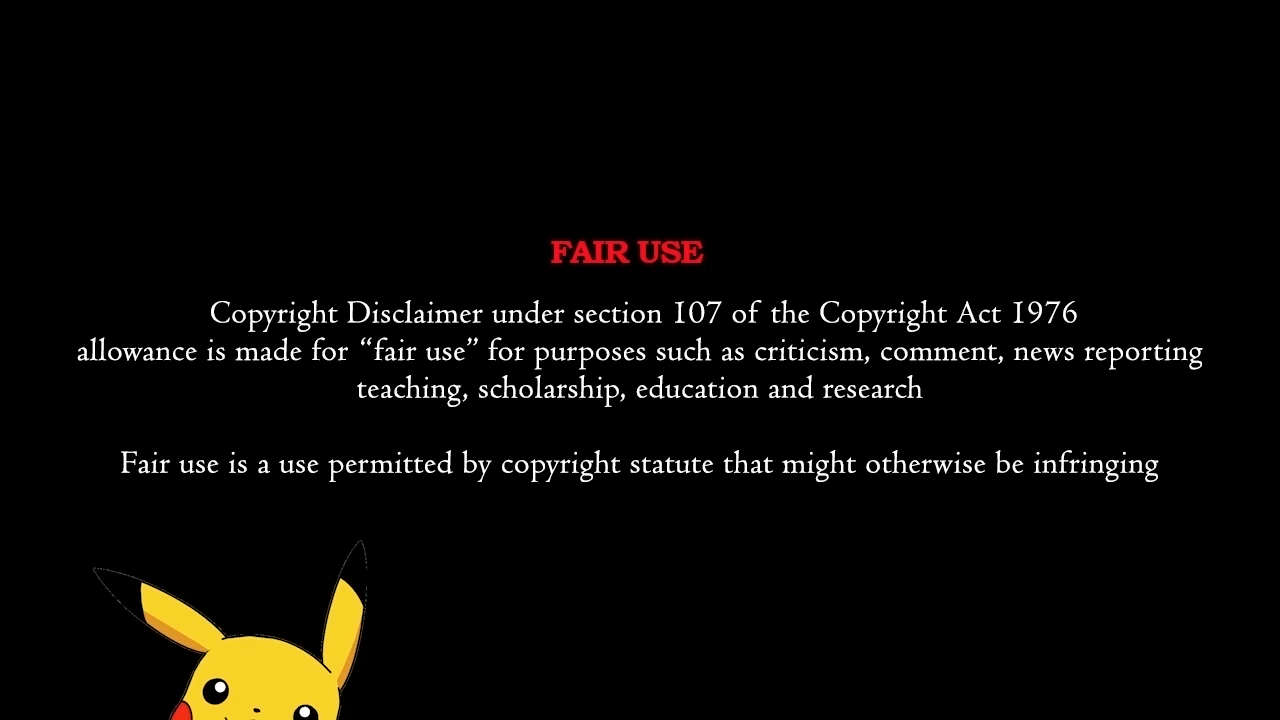 FAIR USE
Copyright Disclaimer under section 107 of the Copyright Act 1976
allowance is made for “fair use” for purposes such as criticism, comment, news reporting
teaching, scholarship, education and research
Fair use is a use permitted by copyright statute that might otherwise be infringing